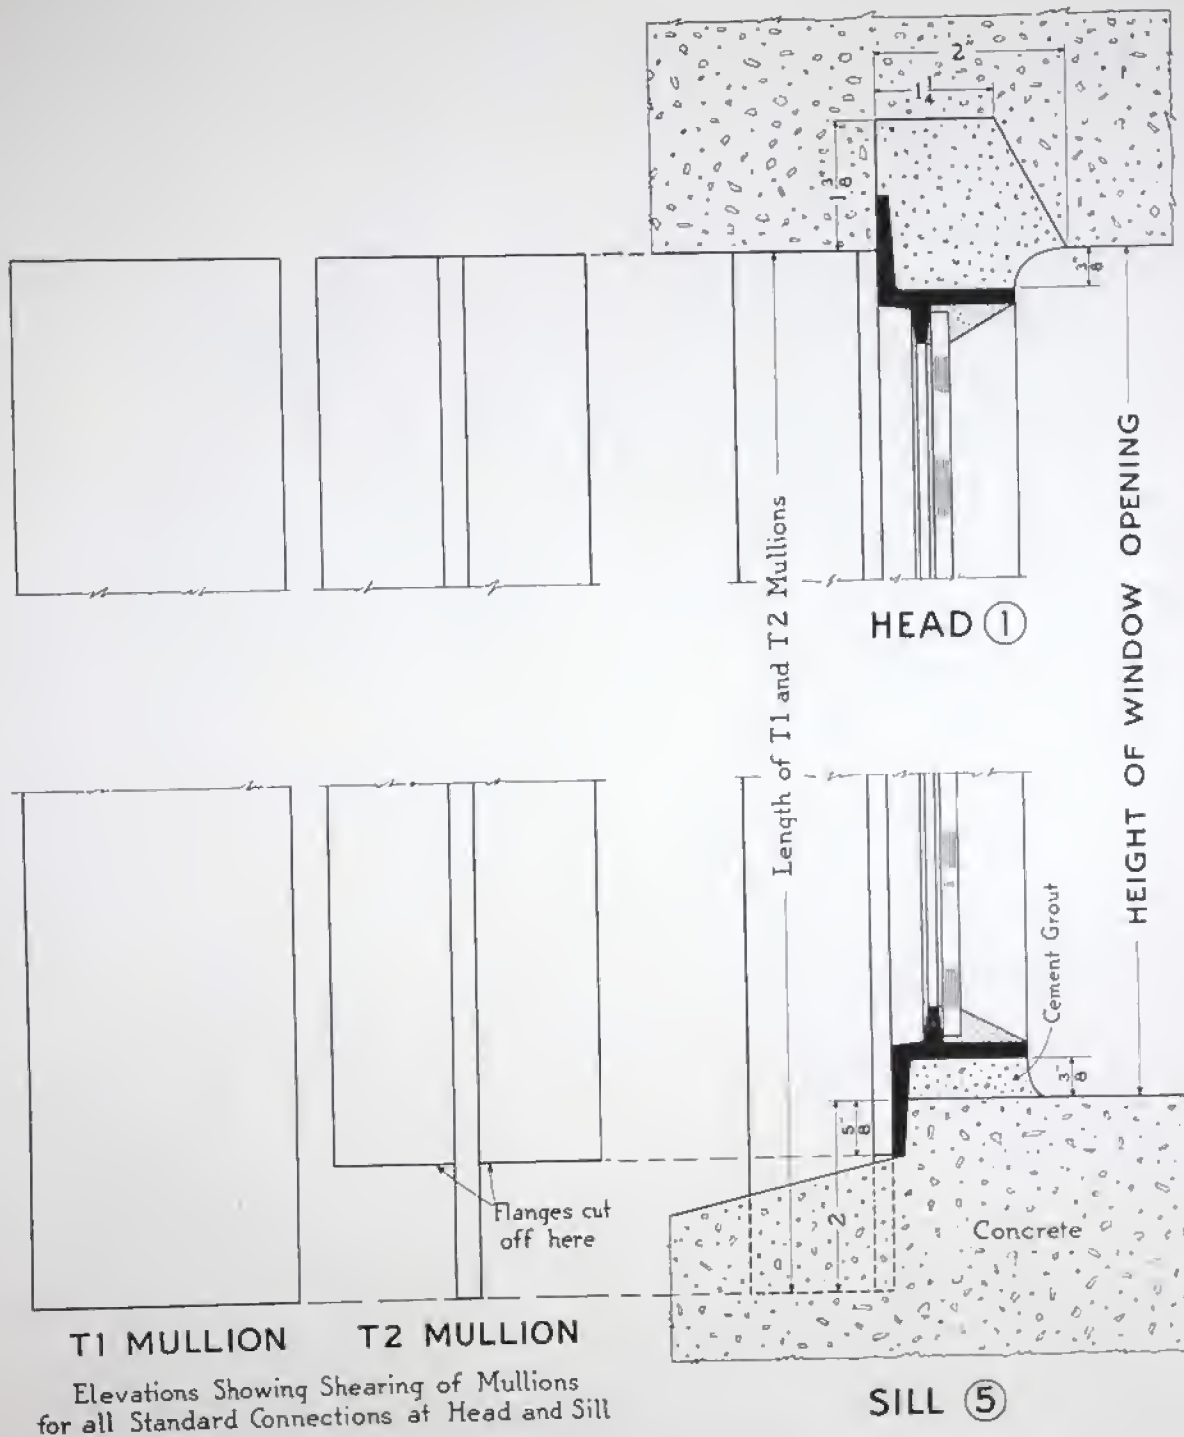 2"
1 1/4
1 3/8"
3/8"
Length of T1 and T2 Mullions
HEIGHT OF WINDOW OPENING
HEAD 1
Cement Grout
3/8"
5/8"
2
Flanges cut
off here
Concrete
T1 MULLION
T2 MULLION
Elevations Showing Shearing of Mullions
for all Standard Connections at Head and Sill
SILL 5